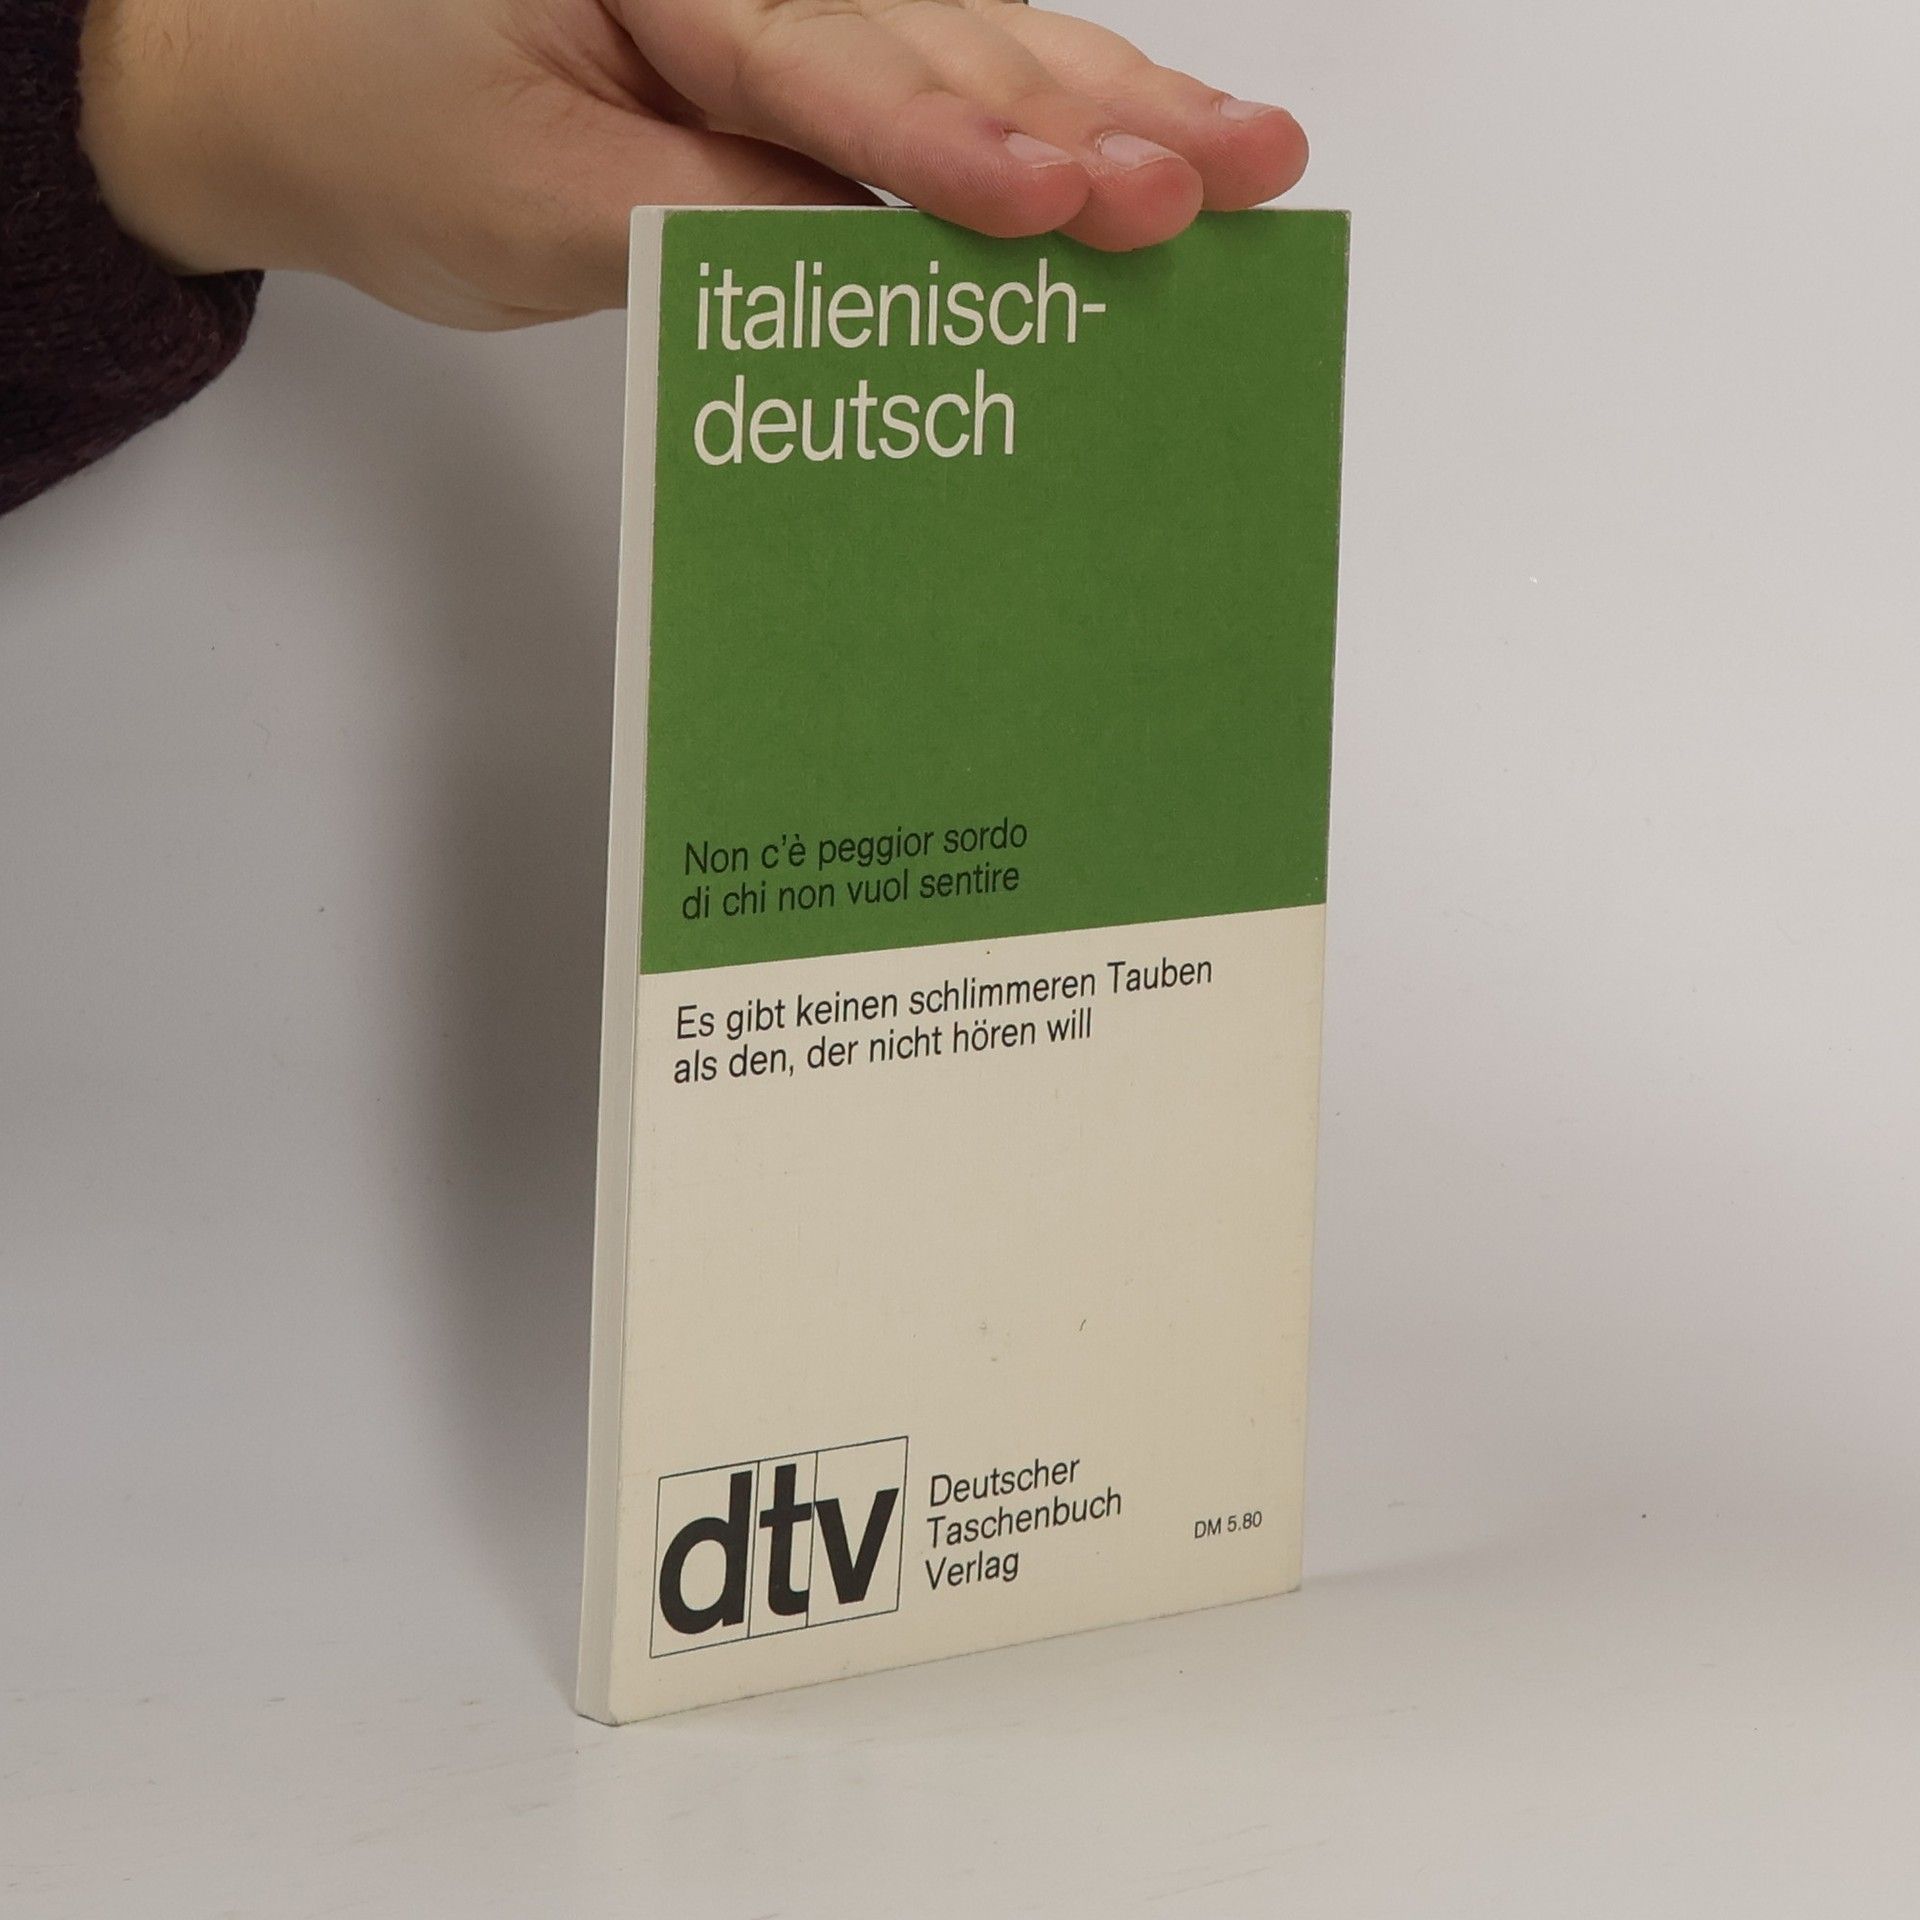 italienisch-
deutsch
Non c'è peggior sordo
di chi non vuol sentire
Es gibt keinen schlimmeren Tauben
als den, der nicht hören will
dtv
Deutscher
Taschenbuch
Verlag
DM 5.80